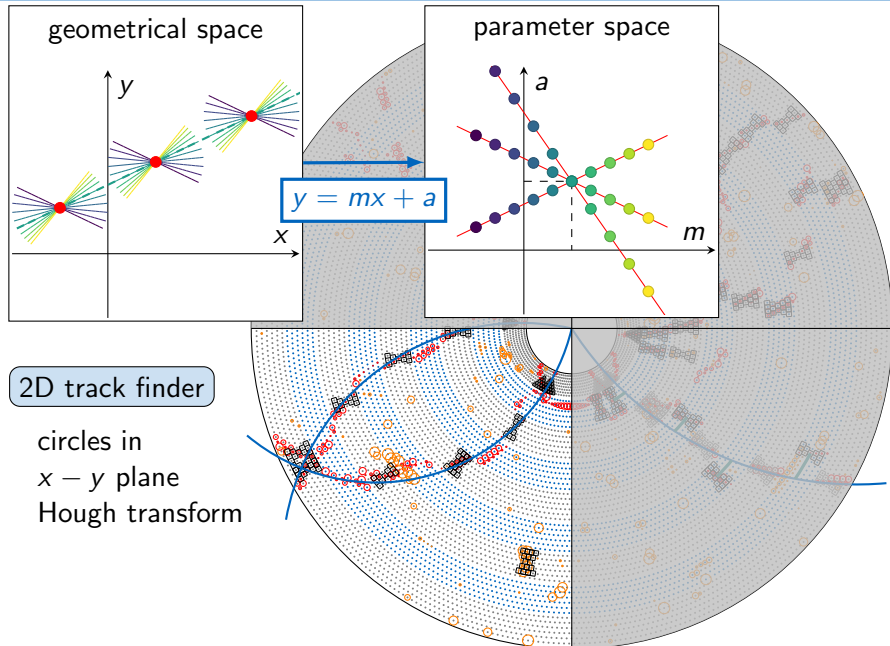 geometrical space
y
x
y = mx + a
parameter space
a
m
2D track finder
circles in
x − y plane
Hough transform